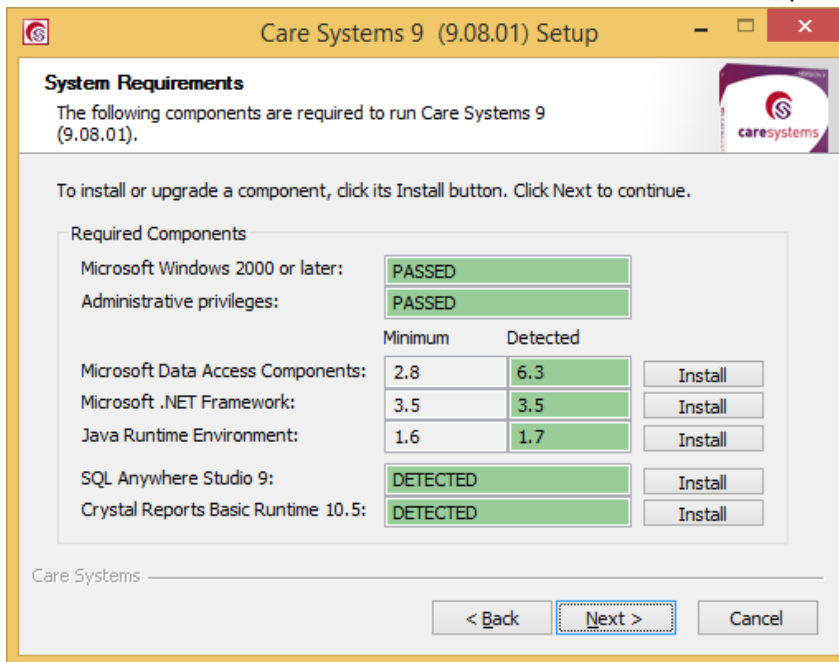 Care Systems 9 (9.08.01) Setup
System Requirements
The following components are required to run Care Systems 9
(9.08.01).
caresystems
To install or upgrade a component, click its Install button. Click Next to continue.
Required Components
Microsoft Windows 2000 or later: PASSED
Administrative privileges: PASSED
Minimum Detected
Microsoft Data Access Components: 2.8 6.3 Install
Microsoft .NET Framework: 3.5 3.5 Install
Java Runtime Environment: 1.6 1.7 Install
SQL Anywhere Studio 9: DETECTED Install
Crystal Reports Basic Runtime 10.5: DETECTED Install
Care Systems
< Back Next > Cancel